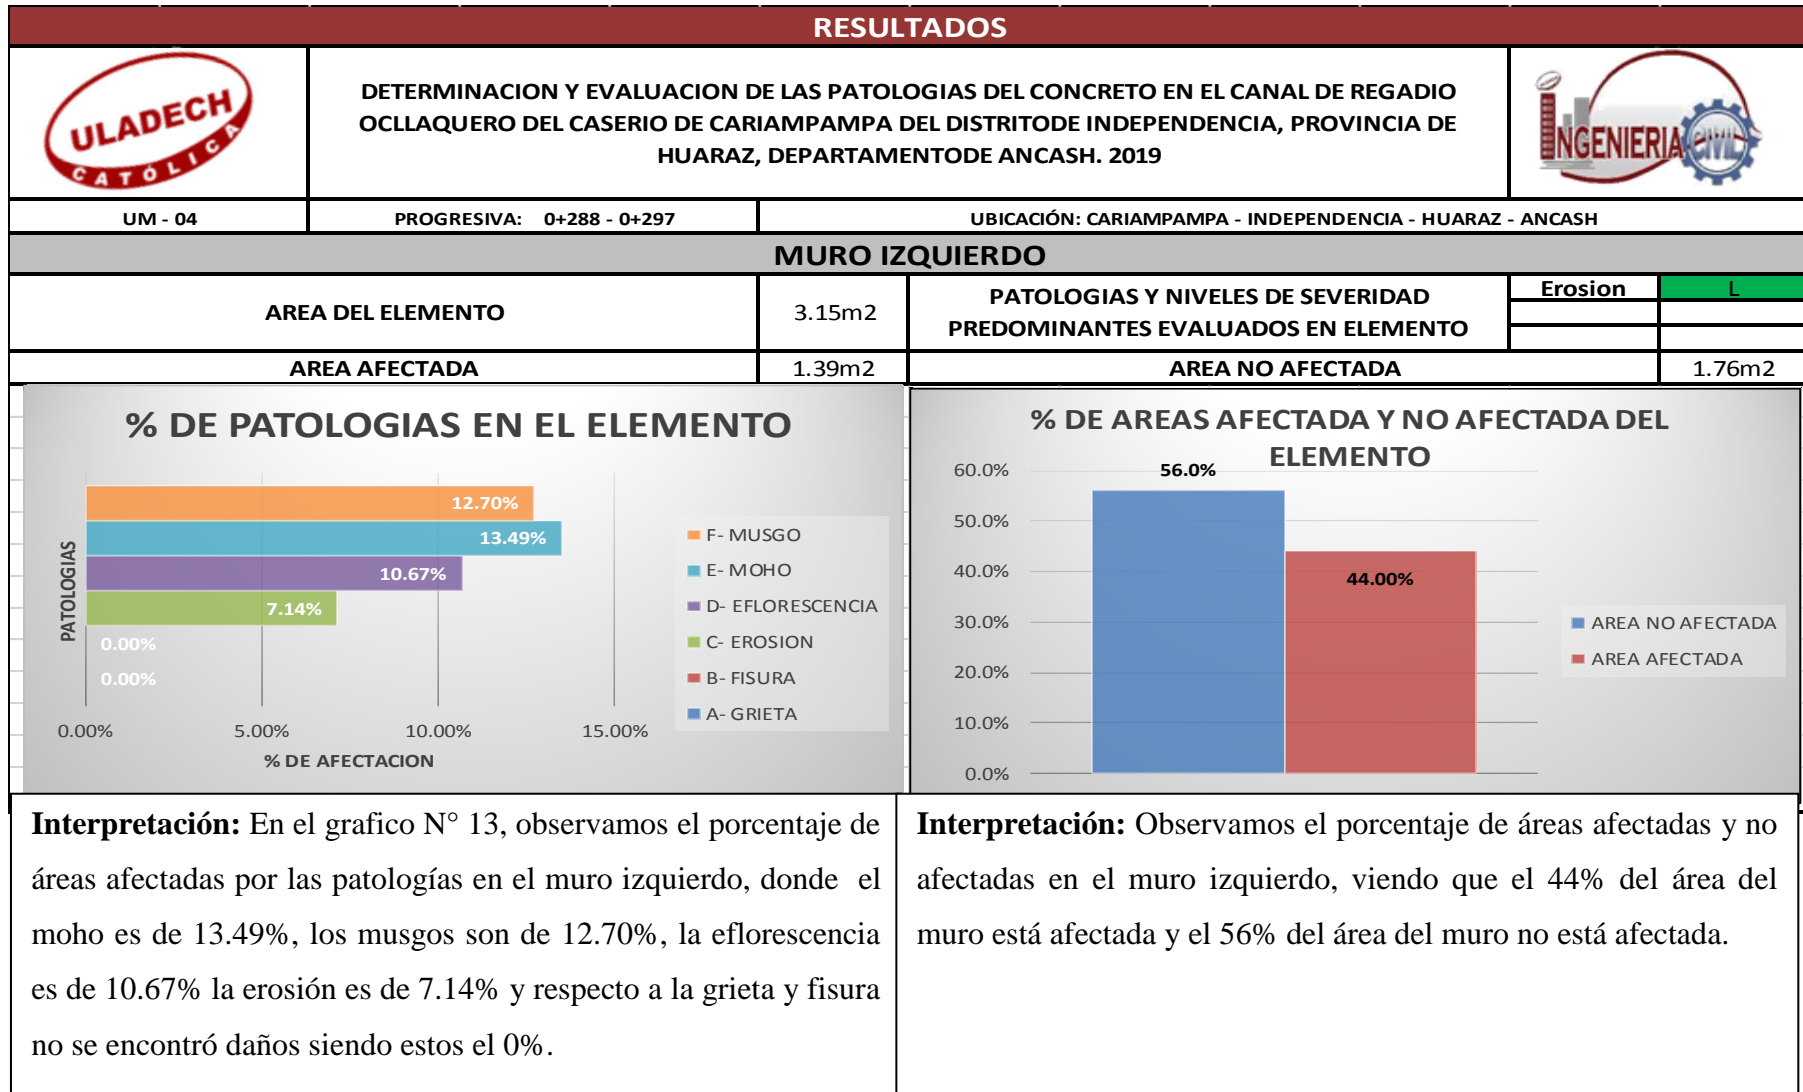 RESULTADOS
ULADECH
CATÓLICA
DETERMINACION Y EVALUACION DE LAS PATOLOGIAS DEL CONCRETO EN EL CANAL DE REGADIO
OCLLAQUERO DEL CASERIO DE CARIAMPAMPA DEL DISTRITODE INDEPENDENCIA, PROVINCIA DE
HUARAZ, DEPARTAMENTODE ANCASH. 2019
INGENIERIA CIVIL
UM - 04
PROGRESIVA: 0+288 - 0+297
UBICACIÓN: CARIAMPAMPA - INDEPENDENCIA - HUARAZ - ANCASH
MURO IZQUIERDO
AREA DEL ELEMENTO
3.15m2
PATOLOGIAS Y NIVELES DE SEVERIDAD
PREDOMINANTES EVALUADOS EN ELEMENTO
Erosion
L
AREA AFECTADA
1.39m2
AREA NO AFECTADA
1.76m2
% DE PATOLOGIAS EN EL ELEMENTO
PATOLOGIAS
12.70%
13.49%
10.67%
7.14%
0.00%
0.00%
0.00%
5.00%
10.00%
15.00%
% DE AFECTACION
F- MUSGO
E- MOHO
D- EFLORESCENCIA
C- EROSION
B- FISURA
A- GRIETA
% DE AREAS AFECTADA Y NO AFECTADA DEL
ELEMENTO
60.0%
50.0%
40.0%
30.0%
20.0%
10.0%
0.0%
56.0%
44.00%
AREA NO AFECTADA
AREA AFECTADA
Interpretación: En el grafico N° 13, observamos el porcentaje de
áreas afectadas por las patologías en el muro izquierdo, donde el
moho es de 13.49%, los musgos son de 12.70%, la eflorescencia
es de 10.67% la erosión es de 7.14% y respecto a la grieta y fisura
no se encontró daños siendo estos el 0%.
Interpretación: Observamos el porcentaje de áreas afectadas y no
afectadas en el muro izquierdo, viendo que el 44% del área del
muro está afectada y el 56% del área del muro no está afectada.